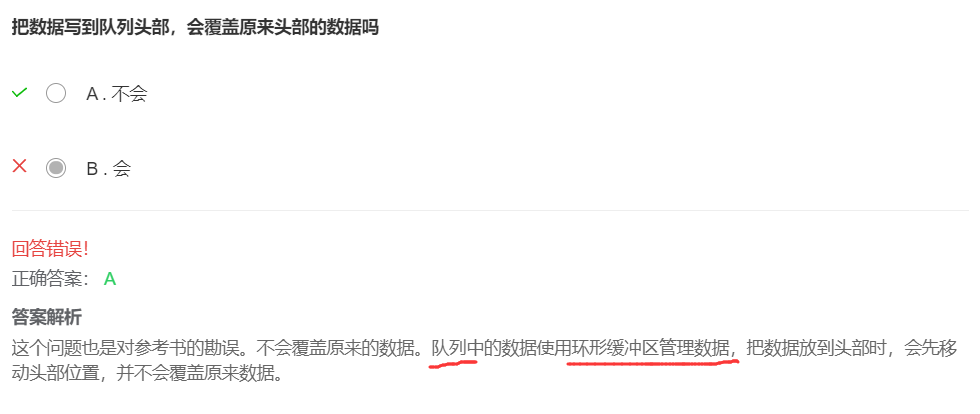 把数据写到队列头部，会覆盖原来头部的数据吗
A . 不会
B . 会
回答错误！
正确答案： A
答案解析
这个问题也是对参考书的勘误。不会覆盖原来的数据。队列中的数据使用环形缓冲区管理数据，把数据放到头部时，会先移
动头部位置，并不会覆盖原来数据。